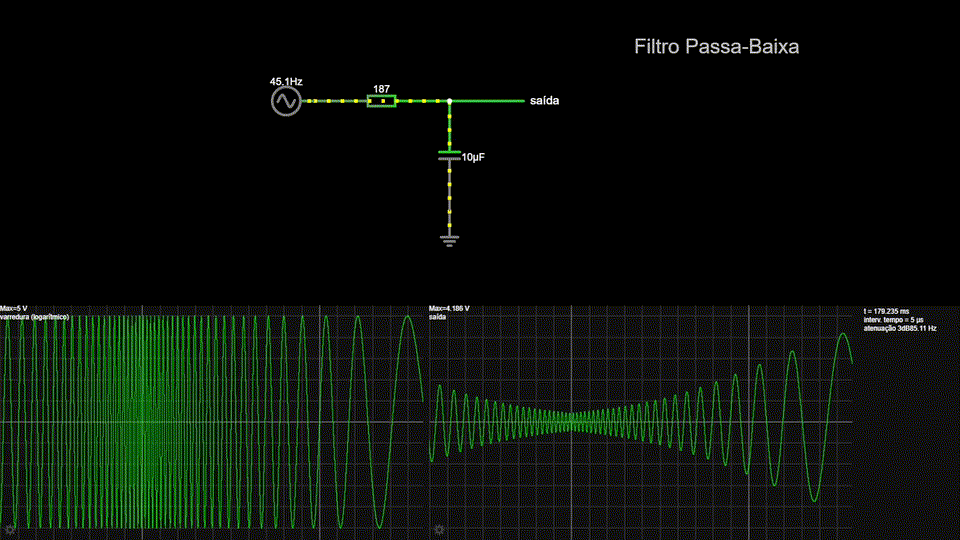 Filtro Passa-Baixa
45.1Hz
187
saída
10µF
Max=5 V
varredura (logarítmico)
Max=4.186 V
saída
t = 179.235 ms
interv. tempo = 5 µs
atenuação 3dB85.11 Hz